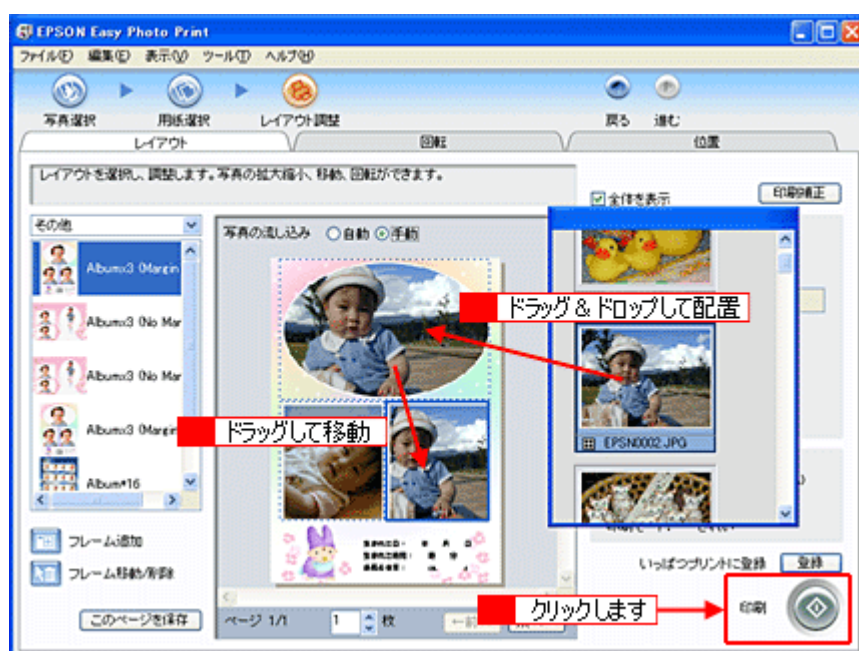 EPSON Easy Photo Print
ファイル(F) 編集(E) 表示(V) ツール(T) ヘルプ(H)
写真選択 用紙選択 レイアウト調整 戻る 進む
レイアウト 回転 位置
レイアウトを選択し、調整します。写真の拡大縮小、移動、回転ができます。
全体を表示 印刷補正
その他
写真の流し込み 自動 手動
Albumx3 (Margin
Albumx3 (No Mar
Albumx3 (No Mar
Albumx3 (Margin
Album*16
ドラッグ & ドロップして配置
ドラッグして移動
EPSN0002.JPG
フレーム追加
フレーム移動/削除
このページを保存
ページ 1/1 1 枚
いっぱつプリントに登録 登録
クリックします
印刷